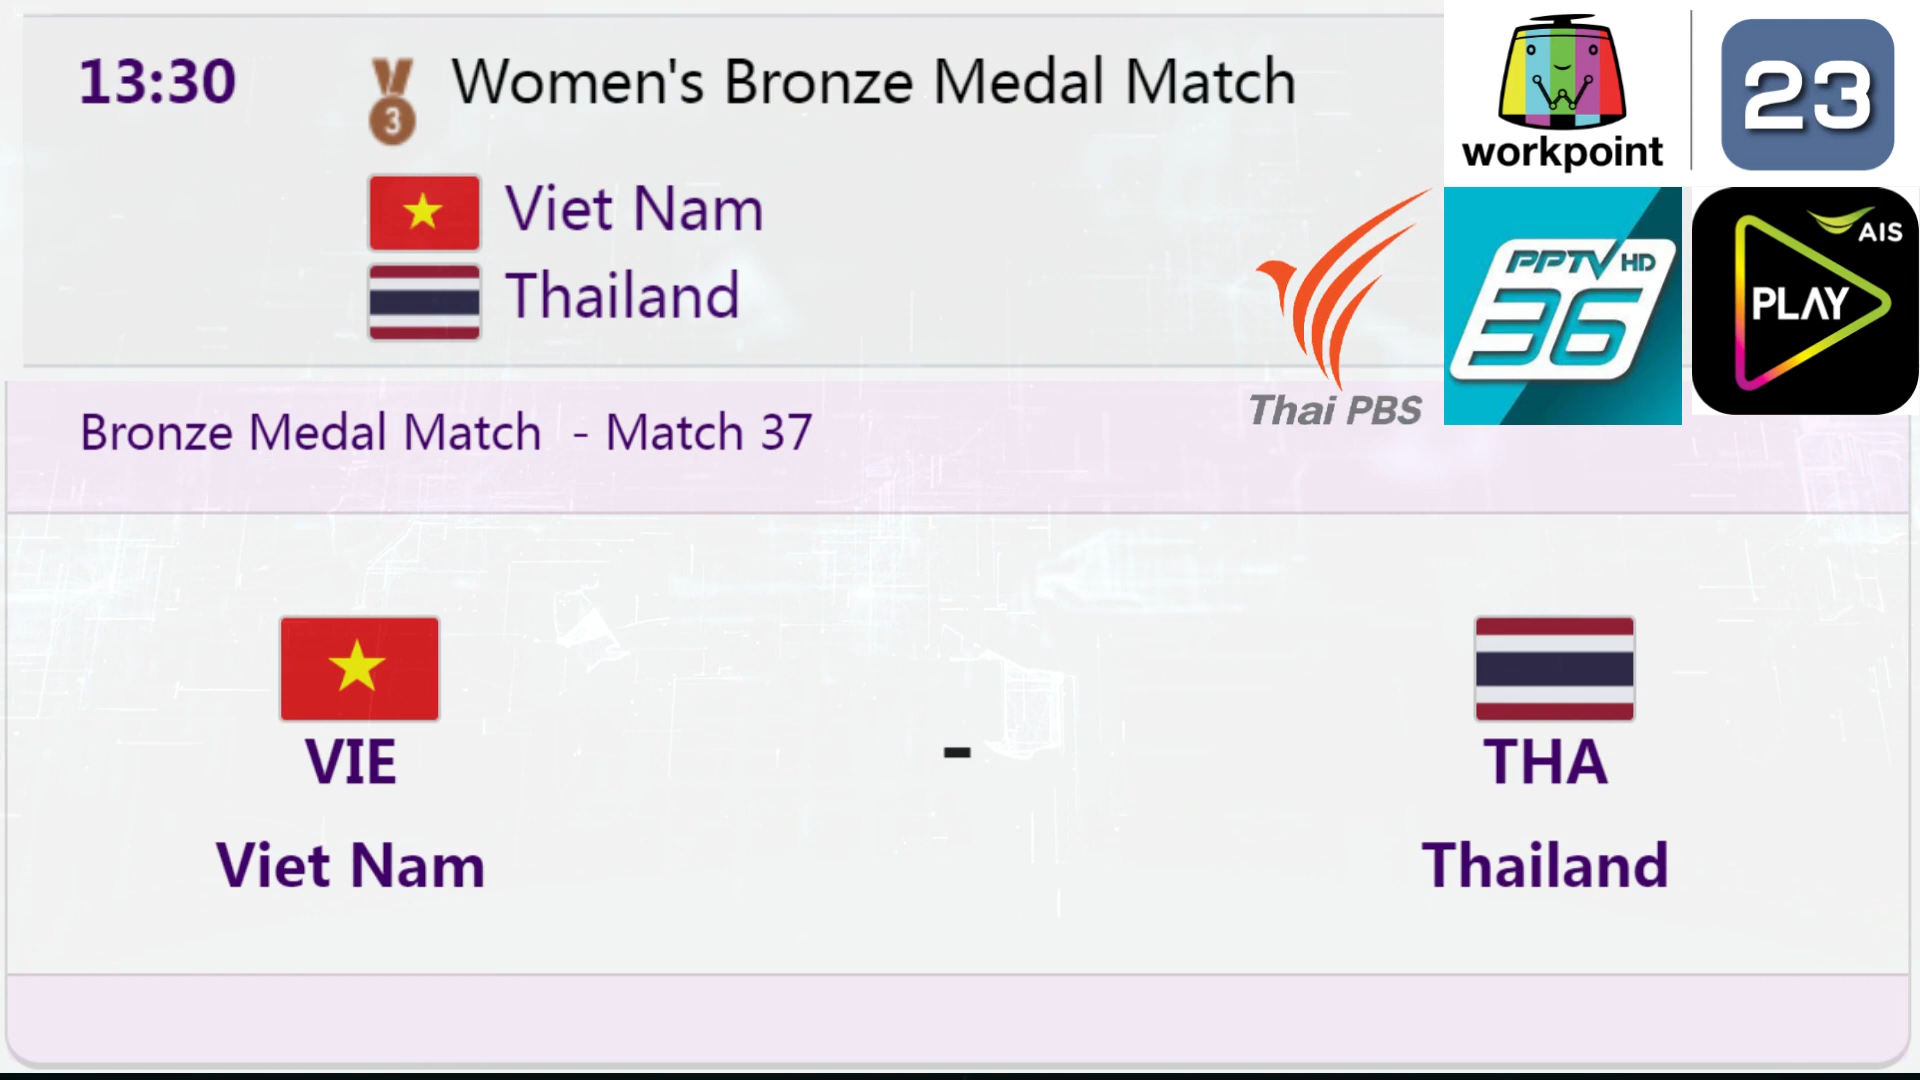 13:30
3
Women's Bronze Medal Match
Viet Nam
Thailand
workpoint
23
Thai PBS
PPTV HD
36
AIS
PLAY
Bronze Medal Match - Match 37
VIE
-
THA
Viet Nam
Thailand